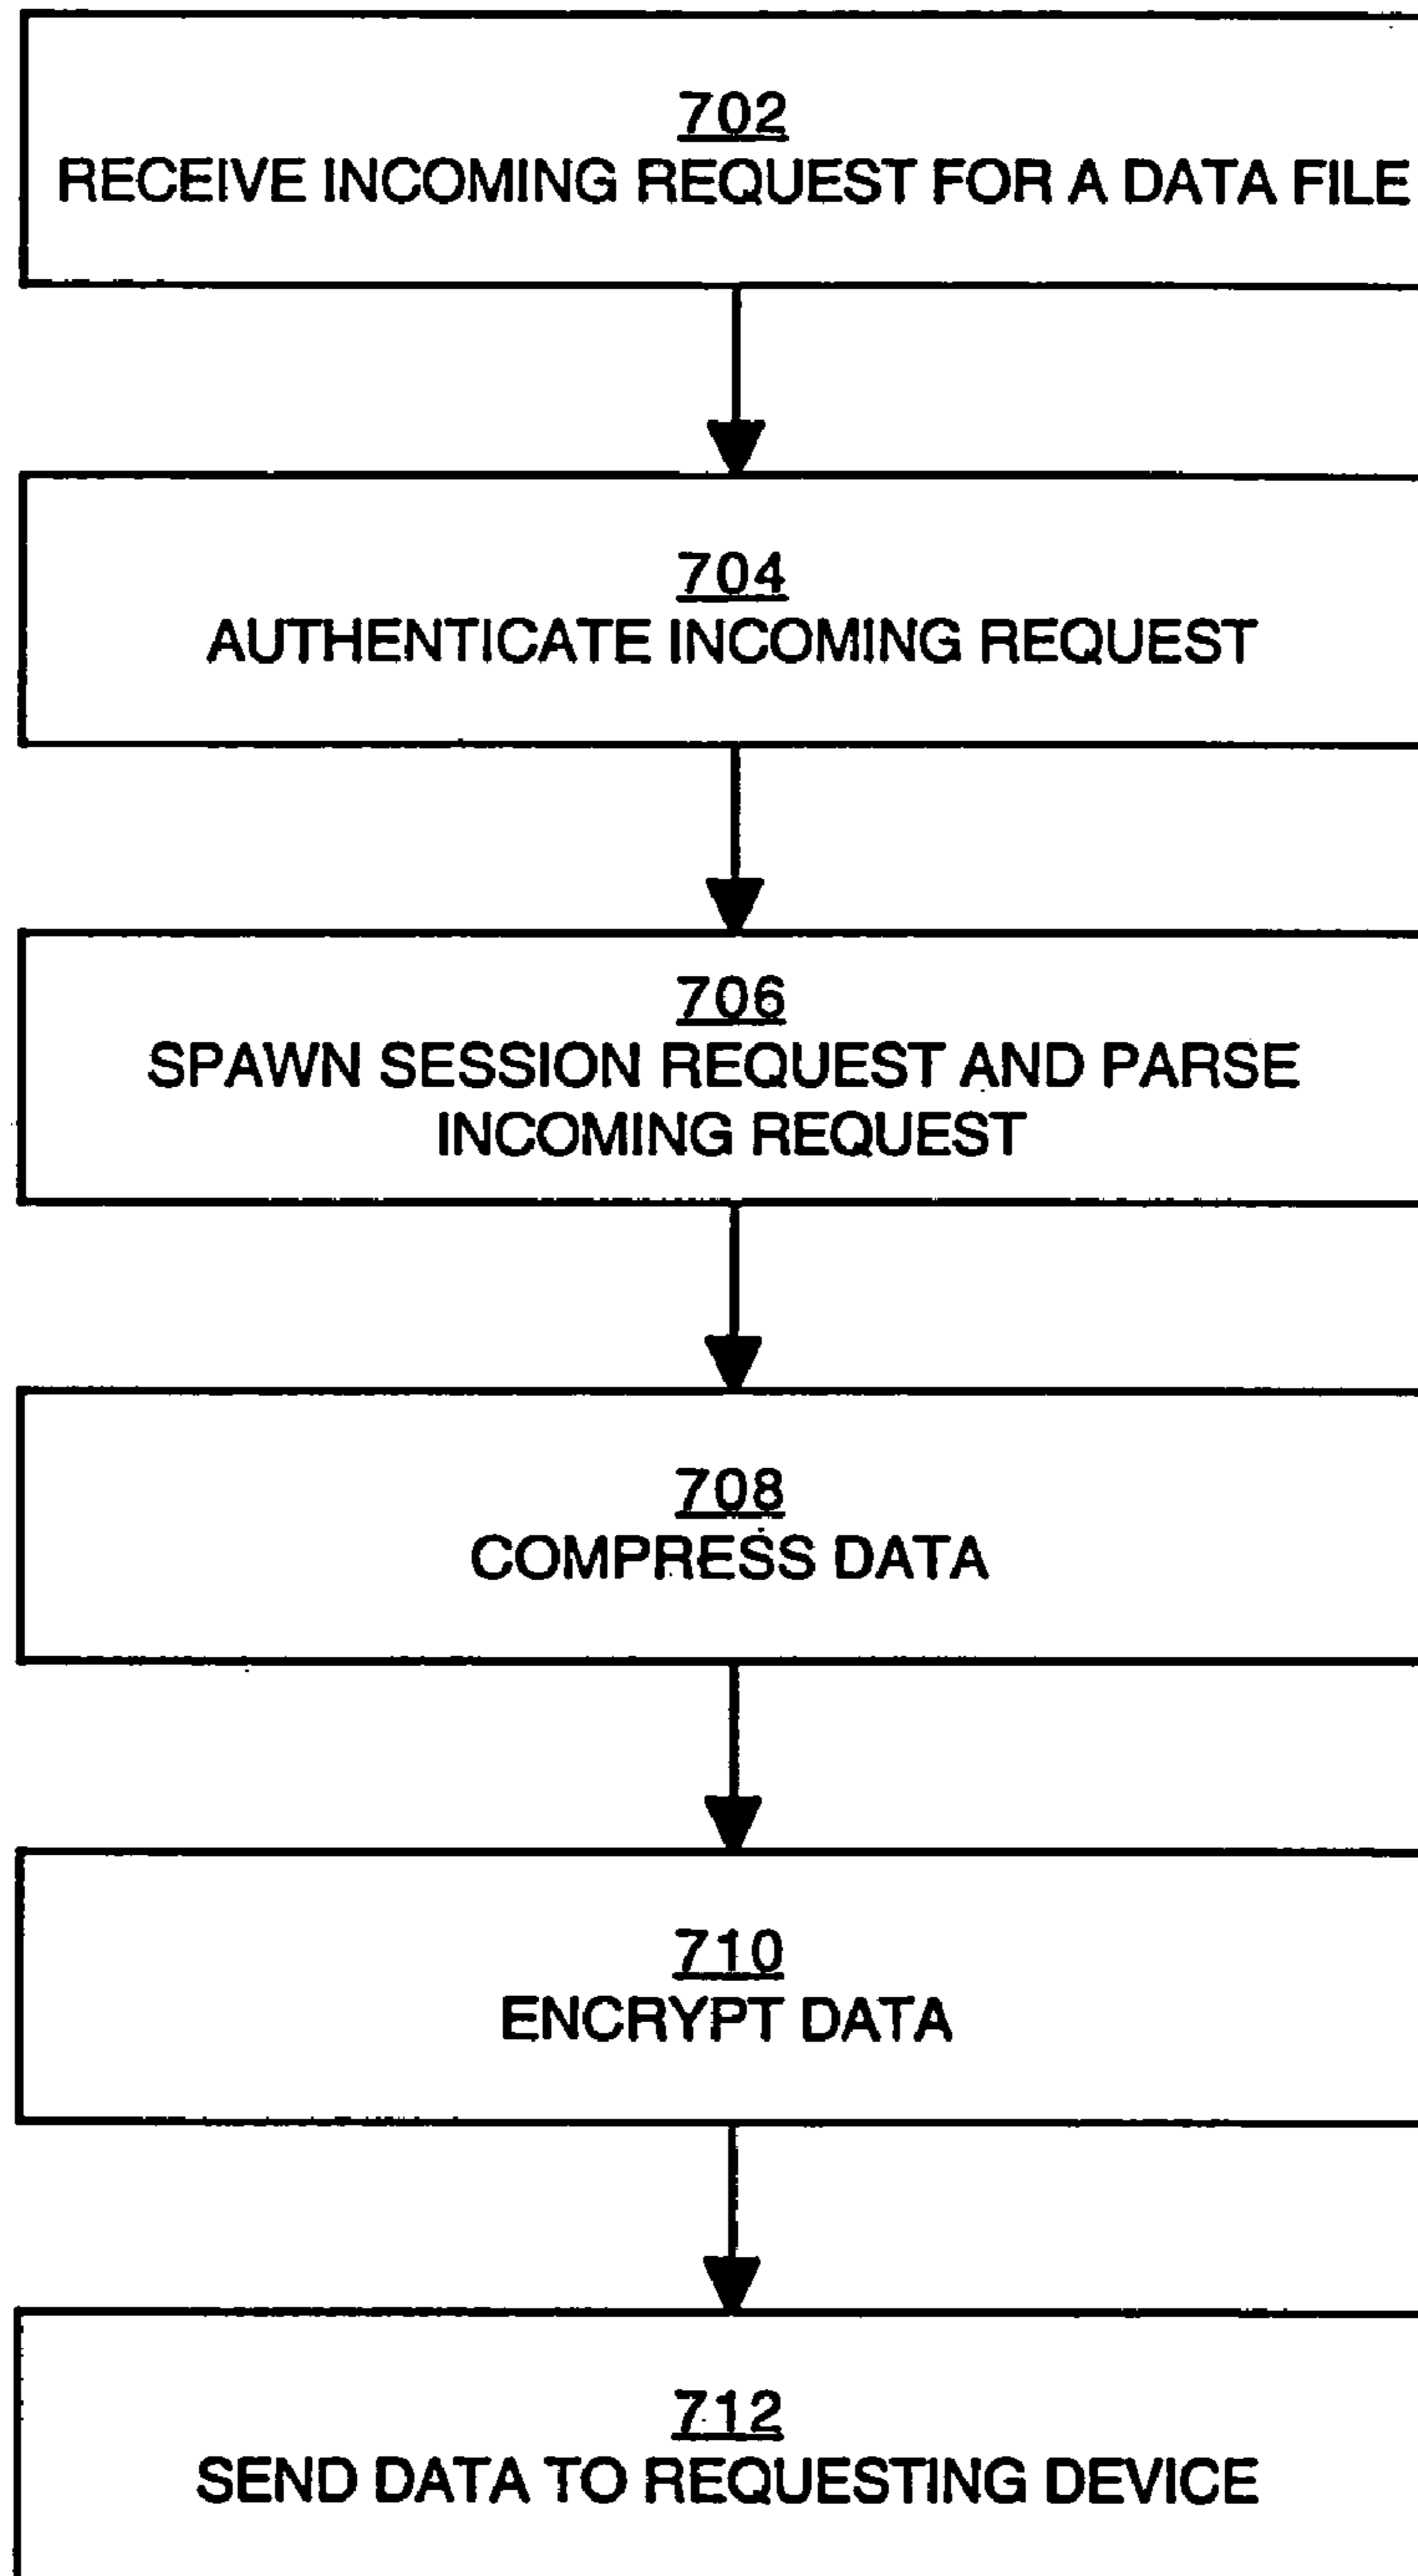 702
RECEIVE INCOMING REQUEST FOR A DATA FILE
704
AUTHENTICATE INCOMING REQUEST
706
SPAWN SESSION REQUEST AND PARSE
INCOMING REQUEST
708
COMPRESS DATA
710
ENCRYPT DATA
712
SEND DATA TO REQUESTING DEVICE